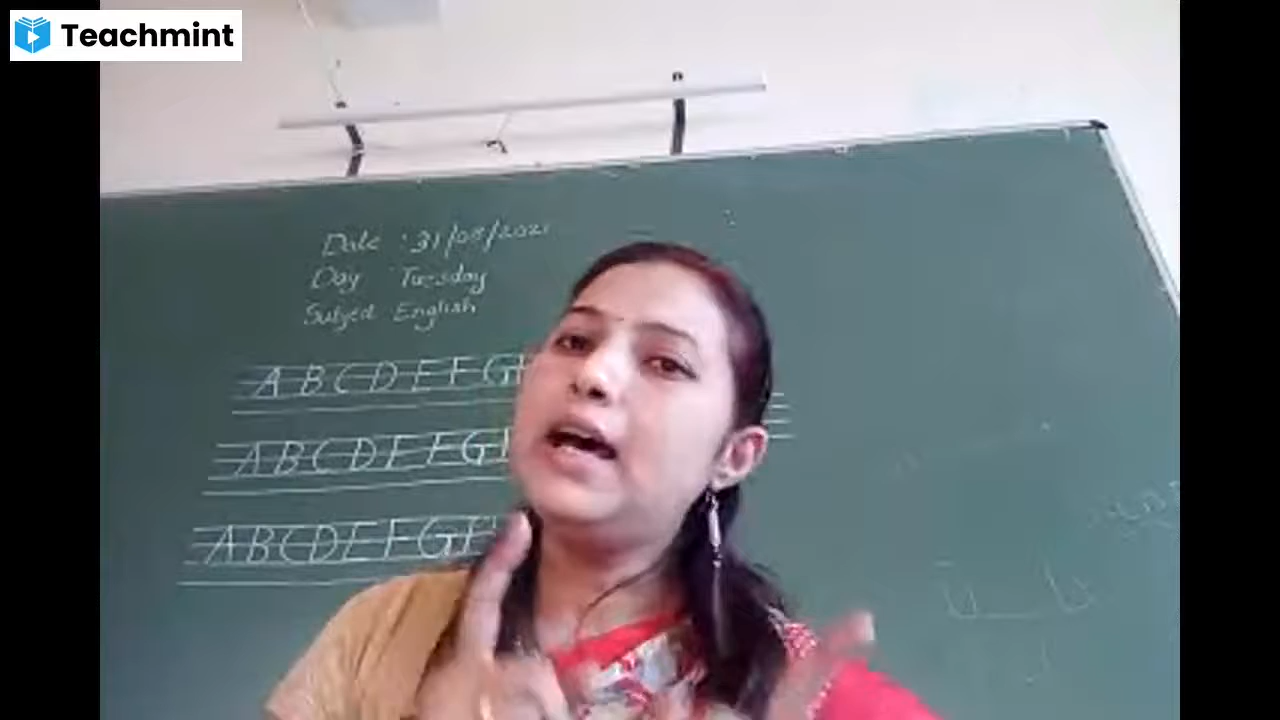 Teachmint
Date : 31/08/2021
Day Tuesday
Subject English
A B C D E F G H
A B C D E F G H
A B C D E F G H